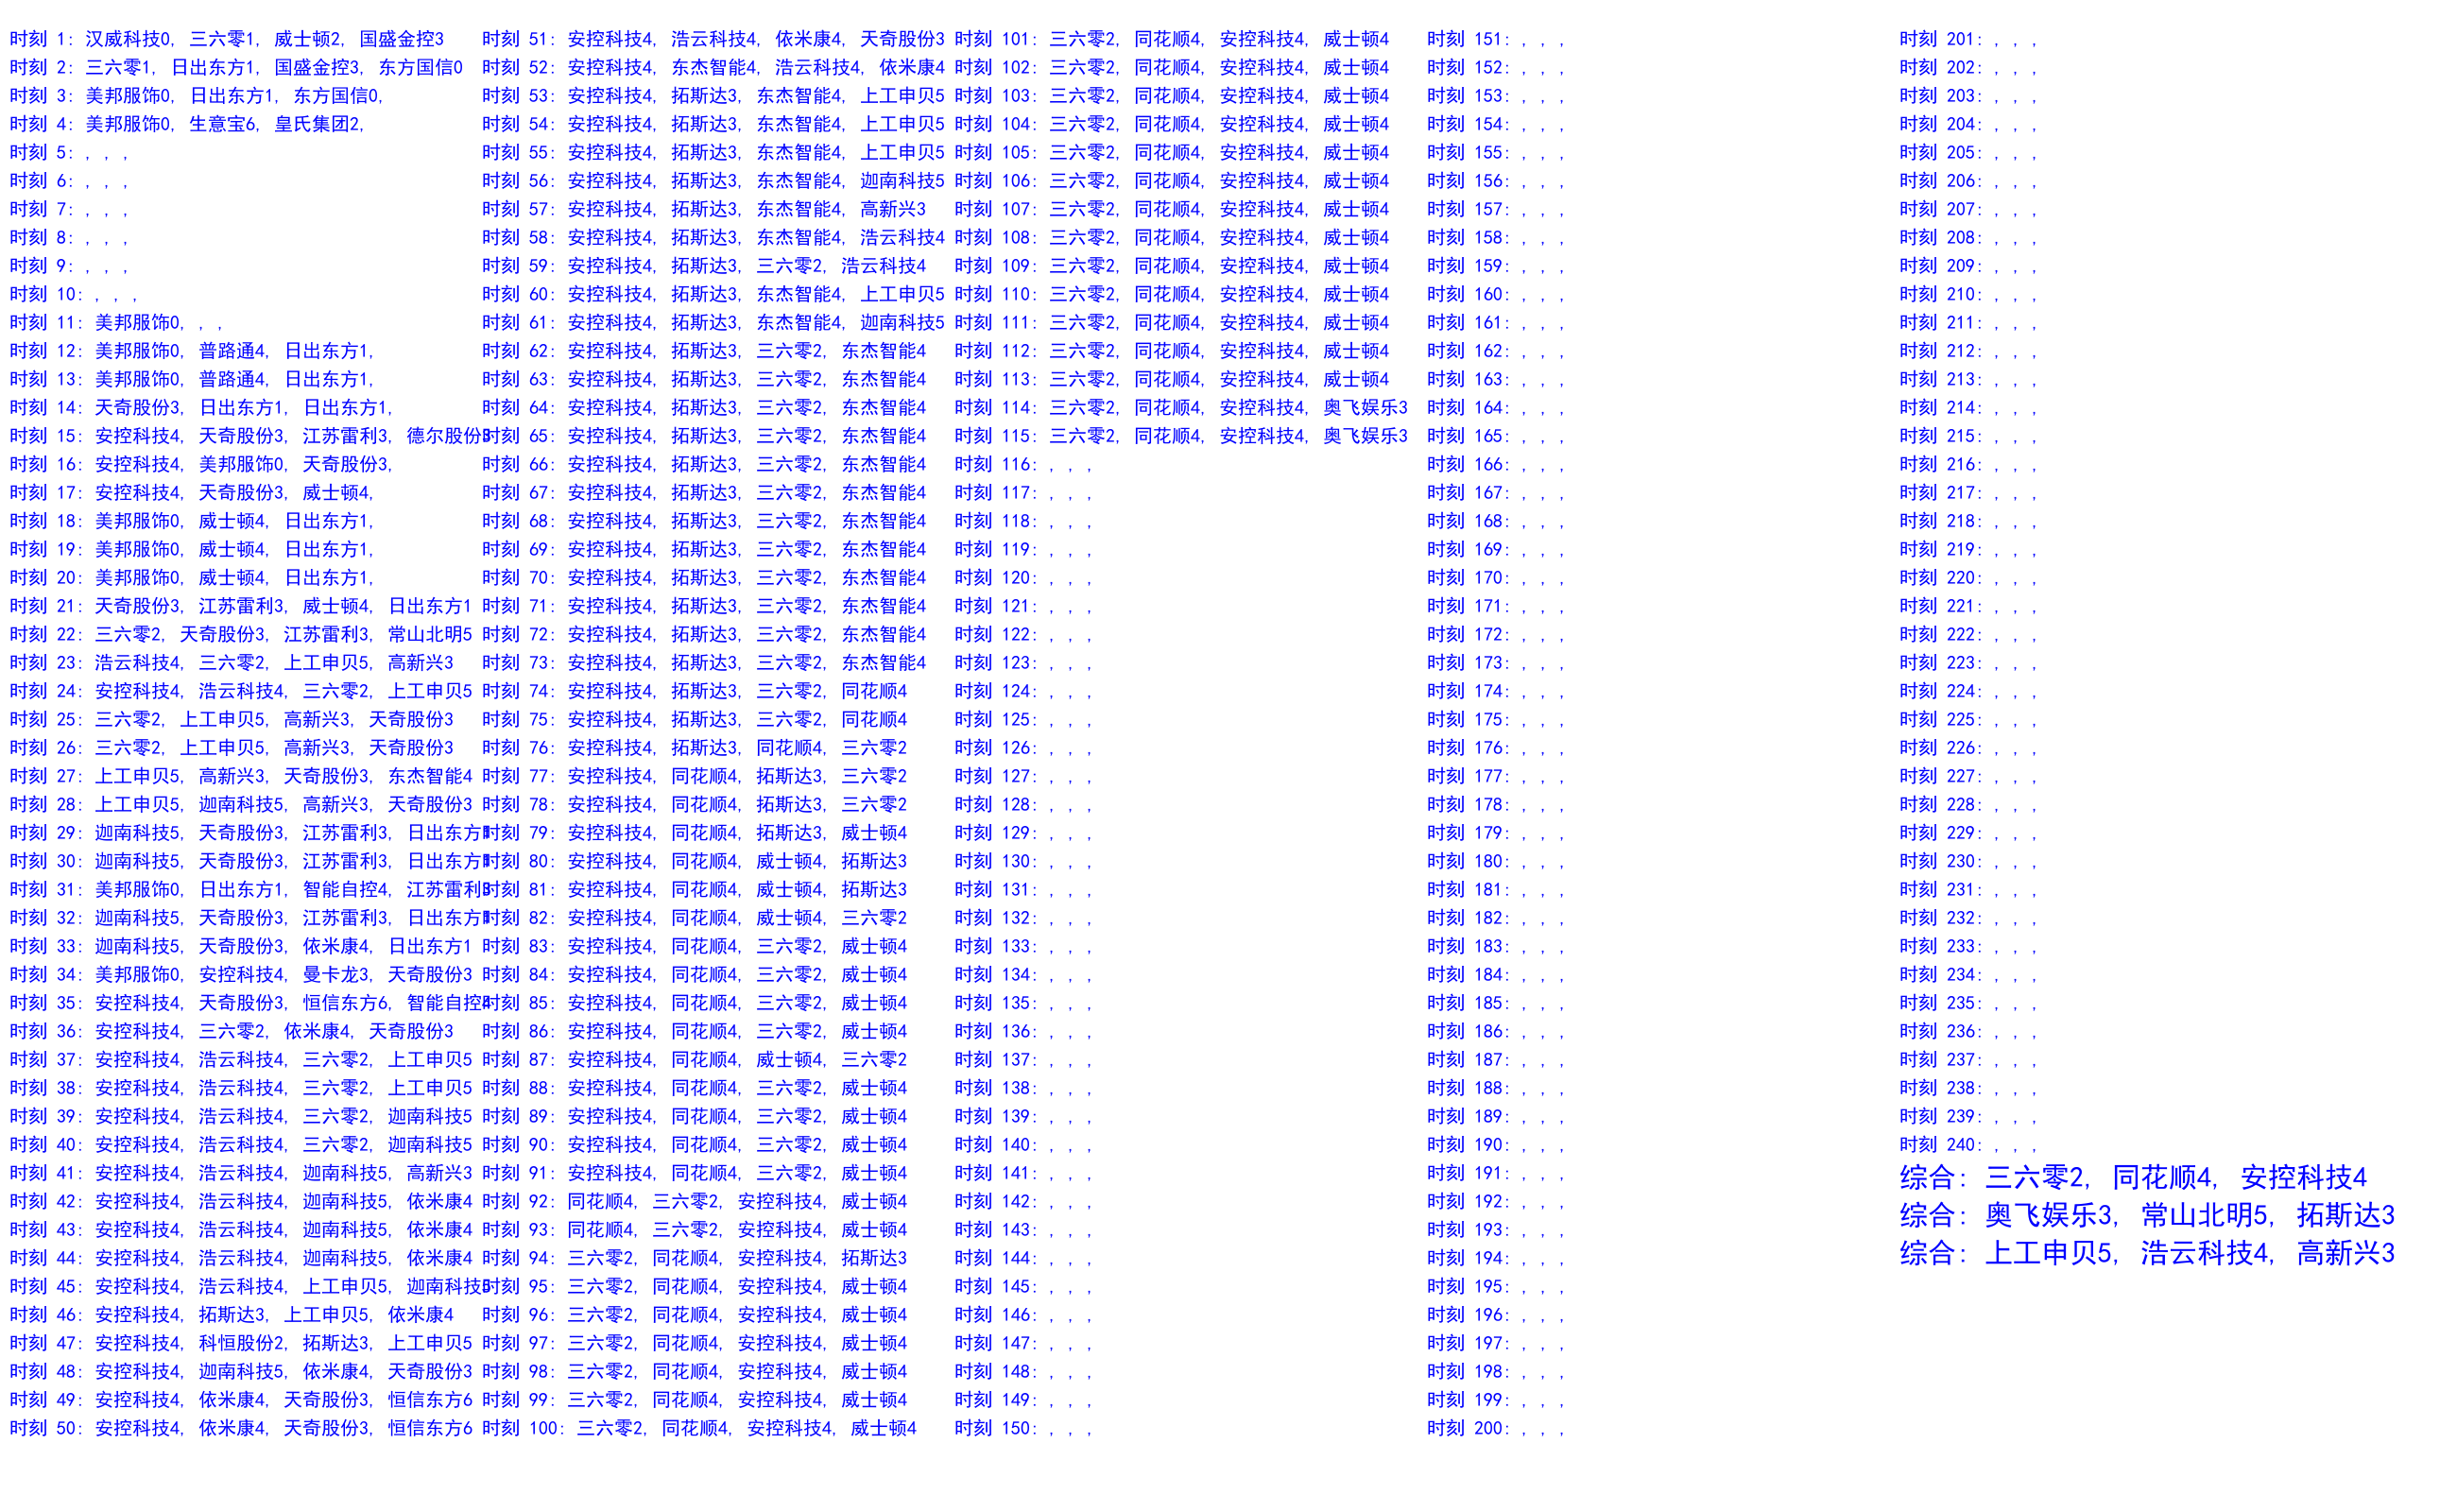 时刻 1: 汉威科技0, 三六零1, 威士顿2, 国盛金控3
时刻 2: 三六零1, 日出东方1, 国盛金控3, 东方国信0
时刻 3: 美邦服饰0, 日出东方1, 东方国信0,
时刻 4: 美邦服饰0, 生意宝6, 皇氏集团2,
时刻 5: , , ,
时刻 6: , , ,
时刻 7: , , ,
时刻 8: , , ,
时刻 9: , , ,
时刻 10: , , ,
时刻 11: 美邦服饰0, , ,
时刻 12: 美邦服饰0, 普路通4, 日出东方1,
时刻 13: 美邦服饰0, 普路通4, 日出东方1,
时刻 14: 天奇股份3, 日出东方1, 日出东方1,
时刻 15: 安控科技4, 天奇股份3, 江苏雷利3, 德尔股份3
时刻 16: 安控科技4, 美邦服饰0, 天奇股份3,
时刻 17: 安控科技4, 天奇股份3, 威士顿4,
时刻 18: 美邦服饰0, 威士顿4, 日出东方1,
时刻 19: 美邦服饰0, 威士顿4, 日出东方1,
时刻 20: 美邦服饰0, 威士顿4, 日出东方1,
时刻 21: 天奇股份3, 江苏雷利3, 威士顿4, 日出东方1
时刻 22: 三六零2, 天奇股份3, 江苏雷利3, 常山北明5
时刻 23: 浩云科技4, 三六零2, 上工申贝5, 高新兴3
时刻 24: 安控科技4, 浩云科技4, 三六零2, 上工申贝5
时刻 25: 三六零2, 上工申贝5, 高新兴3, 天奇股份3
时刻 26: 三六零2, 上工申贝5, 高新兴3, 天奇股份3
时刻 27: 上工申贝5, 高新兴3, 天奇股份3, 东杰智能4
时刻 28: 上工申贝5, 迦南科技5, 高新兴3, 天奇股份3
时刻 29: 迦南科技5, 天奇股份3, 江苏雷利3, 日出东方1
时刻 30: 迦南科技5, 天奇股份3, 江苏雷利3, 日出东方1
时刻 31: 美邦服饰0, 日出东方1, 智能自控4, 江苏雷利3
时刻 32: 迦南科技5, 天奇股份3, 江苏雷利3, 日出东方1
时刻 33: 迦南科技5, 天奇股份3, 依米康4, 日出东方1
时刻 34: 美邦服饰0, 安控科技4, 曼卡龙3, 天奇股份3
时刻 35: 安控科技4, 天奇股份3, 恒信东方6, 智能自控4
时刻 36: 安控科技4, 三六零2, 依米康4, 天奇股份3
时刻 37: 安控科技4, 浩云科技4, 三六零2, 上工申贝5
时刻 38: 安控科技4, 浩云科技4, 三六零2, 上工申贝5
时刻 39: 安控科技4, 浩云科技4, 三六零2, 迦南科技5
时刻 40: 安控科技4, 浩云科技4, 三六零2, 迦南科技5
时刻 41: 安控科技4, 浩云科技4, 迦南科技5, 高新兴3
时刻 42: 安控科技4, 浩云科技4, 迦南科技5, 依米康4
时刻 43: 安控科技4, 浩云科技4, 迦南科技5, 依米康4
时刻 44: 安控科技4, 浩云科技4, 迦南科技5, 依米康4
时刻 45: 安控科技4, 浩云科技4, 上工申贝5, 迦南科技5
时刻 46: 安控科技4, 拓斯达3, 上工申贝5, 依米康4
时刻 47: 安控科技4, 科恒股份2, 拓斯达3, 上工申贝5
时刻 48: 安控科技4, 迦南科技5, 依米康4, 天奇股份3
时刻 49: 安控科技4, 依米康4, 天奇股份3, 恒信东方6
时刻 50: 安控科技4, 依米康4, 天奇股份3, 恒信东方6
时刻 51: 安控科技4, 浩云科技4, 依米康4, 天奇股份3
时刻 52: 安控科技4, 东杰智能4, 浩云科技4, 依米康4
时刻 53: 安控科技4, 拓斯达3, 东杰智能4, 上工申贝5
时刻 54: 安控科技4, 拓斯达3, 东杰智能4, 上工申贝5
时刻 55: 安控科技4, 拓斯达3, 东杰智能4, 上工申贝5
时刻 56: 安控科技4, 拓斯达3, 东杰智能4, 迦南科技5
时刻 57: 安控科技4, 拓斯达3, 东杰智能4, 高新兴3
时刻 58: 安控科技4, 拓斯达3, 东杰智能4, 浩云科技4
时刻 59: 安控科技4, 拓斯达3, 三六零2, 浩云科技4
时刻 60: 安控科技4, 拓斯达3, 东杰智能4, 上工申贝5
时刻 61: 安控科技4, 拓斯达3, 东杰智能4, 迦南科技5
时刻 62: 安控科技4, 拓斯达3, 三六零2, 东杰智能4
时刻 63: 安控科技4, 拓斯达3, 三六零2, 东杰智能4
时刻 64: 安控科技4, 拓斯达3, 三六零2, 东杰智能4
时刻 65: 安控科技4, 拓斯达3, 三六零2, 东杰智能4
时刻 66: 安控科技4, 拓斯达3, 三六零2, 东杰智能4
时刻 67: 安控科技4, 拓斯达3, 三六零2, 东杰智能4
时刻 68: 安控科技4, 拓斯达3, 三六零2, 东杰智能4
时刻 69: 安控科技4, 拓斯达3, 三六零2, 东杰智能4
时刻 70: 安控科技4, 拓斯达3, 三六零2, 东杰智能4
时刻 71: 安控科技4, 拓斯达3, 三六零2, 东杰智能4
时刻 72: 安控科技4, 拓斯达3, 三六零2, 东杰智能4
时刻 73: 安控科技4, 拓斯达3, 三六零2, 东杰智能4
时刻 74: 安控科技4, 拓斯达3, 三六零2, 同花顺4
时刻 75: 安控科技4, 拓斯达3, 三六零2, 同花顺4
时刻 76: 安控科技4, 拓斯达3, 同花顺4, 三六零2
时刻 77: 安控科技4, 同花顺4, 拓斯达3, 三六零2
时刻 78: 安控科技4, 同花顺4, 拓斯达3, 三六零2
时刻 79: 安控科技4, 同花顺4, 拓斯达3, 威士顿4
时刻 80: 安控科技4, 同花顺4, 威士顿4, 拓斯达3
时刻 81: 安控科技4, 同花顺4, 威士顿4, 拓斯达3
时刻 82: 安控科技4, 同花顺4, 威士顿4, 三六零2
时刻 83: 安控科技4, 同花顺4, 三六零2, 威士顿4
时刻 84: 安控科技4, 同花顺4, 三六零2, 威士顿4
时刻 85: 安控科技4, 同花顺4, 三六零2, 威士顿4
时刻 86: 安控科技4, 同花顺4, 三六零2, 威士顿4
时刻 87: 安控科技4, 同花顺4, 威士顿4, 三六零2
时刻 88: 安控科技4, 同花顺4, 三六零2, 威士顿4
时刻 89: 安控科技4, 同花顺4, 三六零2, 威士顿4
时刻 90: 安控科技4, 同花顺4, 三六零2, 威士顿4
时刻 91: 安控科技4, 同花顺4, 三六零2, 威士顿4
时刻 92: 同花顺4, 三六零2, 安控科技4, 威士顿4
时刻 93: 同花顺4, 三六零2, 安控科技4, 威士顿4
时刻 94: 三六零2, 同花顺4, 安控科技4, 拓斯达3
时刻 95: 三六零2, 同花顺4, 安控科技4, 威士顿4
时刻 96: 三六零2, 同花顺4, 安控科技4, 威士顿4
时刻 97: 三六零2, 同花顺4, 安控科技4, 威士顿4
时刻 98: 三六零2, 同花顺4, 安控科技4, 威士顿4
时刻 99: 三六零2, 同花顺4, 安控科技4, 威士顿4
时刻 100: 三六零2, 同花顺4, 安控科技4, 威士顿4
时刻 101: 三六零2, 同花顺4, 安控科技4, 威士顿4
时刻 102: 三六零2, 同花顺4, 安控科技4, 威士顿4
时刻 103: 三六零2, 同花顺4, 安控科技4, 威士顿4
时刻 104: 三六零2, 同花顺4, 安控科技4, 威士顿4
时刻 105: 三六零2, 同花顺4, 安控科技4, 威士顿4
时刻 106: 三六零2, 同花顺4, 安控科技4, 威士顿4
时刻 107: 三六零2, 同花顺4, 安控科技4, 威士顿4
时刻 108: 三六零2, 同花顺4, 安控科技4, 威士顿4
时刻 109: 三六零2, 同花顺4, 安控科技4, 威士顿4
时刻 110: 三六零2, 同花顺4, 安控科技4, 威士顿4
时刻 111: 三六零2, 同花顺4, 安控科技4, 威士顿4
时刻 112: 三六零2, 同花顺4, 安控科技4, 威士顿4
时刻 113: 三六零2, 同花顺4, 安控科技4, 威士顿4
时刻 114: 三六零2, 同花顺4, 安控科技4, 奥飞娱乐3
时刻 115: 三六零2, 同花顺4, 安控科技4, 奥飞娱乐3
时刻 116: , , ,
时刻 117: , , ,
时刻 118: , , ,
时刻 119: , , ,
时刻 120: , , ,
时刻 121: , , ,
时刻 122: , , ,
时刻 123: , , ,
时刻 124: , , ,
时刻 125: , , ,
时刻 126: , , ,
时刻 127: , , ,
时刻 128: , , ,
时刻 129: , , ,
时刻 130: , , ,
时刻 131: , , ,
时刻 132: , , ,
时刻 133: , , ,
时刻 134: , , ,
时刻 135: , , ,
时刻 136: , , ,
时刻 137: , , ,
时刻 138: , , ,
时刻 139: , , ,
时刻 140: , , ,
时刻 141: , , ,
时刻 142: , , ,
时刻 143: , , ,
时刻 144: , , ,
时刻 145: , , ,
时刻 146: , , ,
时刻 147: , , ,
时刻 148: , , ,
时刻 149: , , ,
时刻 150: , , ,
时刻 151: , , ,
时刻 152: , , ,
时刻 153: , , ,
时刻 154: , , ,
时刻 155: , , ,
时刻 156: , , ,
时刻 157: , , ,
时刻 158: , , ,
时刻 159: , , ,
时刻 160: , , ,
时刻 161: , , ,
时刻 162: , , ,
时刻 163: , , ,
时刻 164: , , ,
时刻 165: , , ,
时刻 166: , , ,
时刻 167: , , ,
时刻 168: , , ,
时刻 169: , , ,
时刻 170: , , ,
时刻 171: , , ,
时刻 172: , , ,
时刻 173: , , ,
时刻 174: , , ,
时刻 175: , , ,
时刻 176: , , ,
时刻 177: , , ,
时刻 178: , , ,
时刻 179: , , ,
时刻 180: , , ,
时刻 181: , , ,
时刻 182: , , ,
时刻 183: , , ,
时刻 184: , , ,
时刻 185: , , ,
时刻 186: , , ,
时刻 187: , , ,
时刻 188: , , ,
时刻 189: , , ,
时刻 190: , , ,
时刻 191: , , ,
时刻 192: , , ,
时刻 193: , , ,
时刻 194: , , ,
时刻 195: , , ,
时刻 196: , , ,
时刻 197: , , ,
时刻 198: , , ,
时刻 199: , , ,
时刻 200: , , ,
时刻 201: , , ,
时刻 202: , , ,
时刻 203: , , ,
时刻 204: , , ,
时刻 205: , , ,
时刻 206: , , ,
时刻 207: , , ,
时刻 208: , , ,
时刻 209: , , ,
时刻 210: , , ,
时刻 211: , , ,
时刻 212: , , ,
时刻 213: , , ,
时刻 214: , , ,
时刻 215: , , ,
时刻 216: , , ,
时刻 217: , , ,
时刻 218: , , ,
时刻 219: , , ,
时刻 220: , , ,
时刻 221: , , ,
时刻 222: , , ,
时刻 223: , , ,
时刻 224: , , ,
时刻 225: , , ,
时刻 226: , , ,
时刻 227: , , ,
时刻 228: , , ,
时刻 229: , , ,
时刻 230: , , ,
时刻 231: , , ,
时刻 232: , , ,
时刻 233: , , ,
时刻 234: , , ,
时刻 235: , , ,
时刻 236: , , ,
时刻 237: , , ,
时刻 238: , , ,
时刻 239: , , ,
时刻 240: , , ,
综合: 三六零2, 同花顺4, 安控科技4
综合: 奥飞娱乐3, 常山北明5, 拓斯达3
综合: 上工申贝5, 浩云科技4, 高新兴3